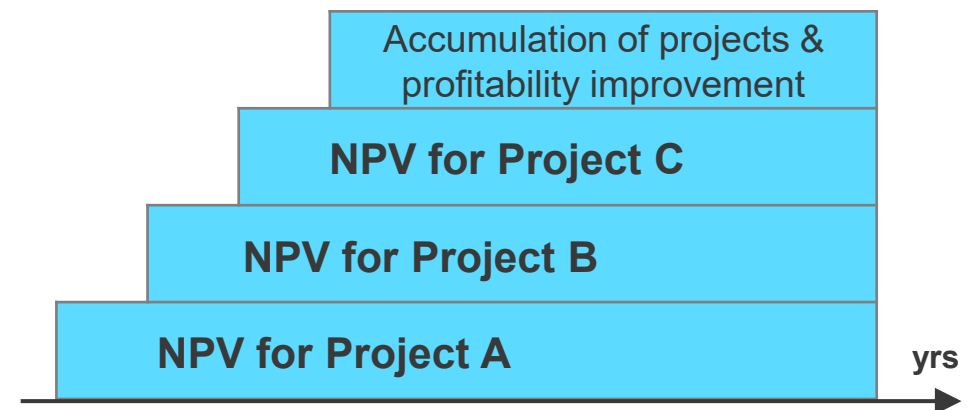 Accumulation of projects &
profitability improvement
NPV for Project C
NPV for Project B
NPV for Project A
yrs